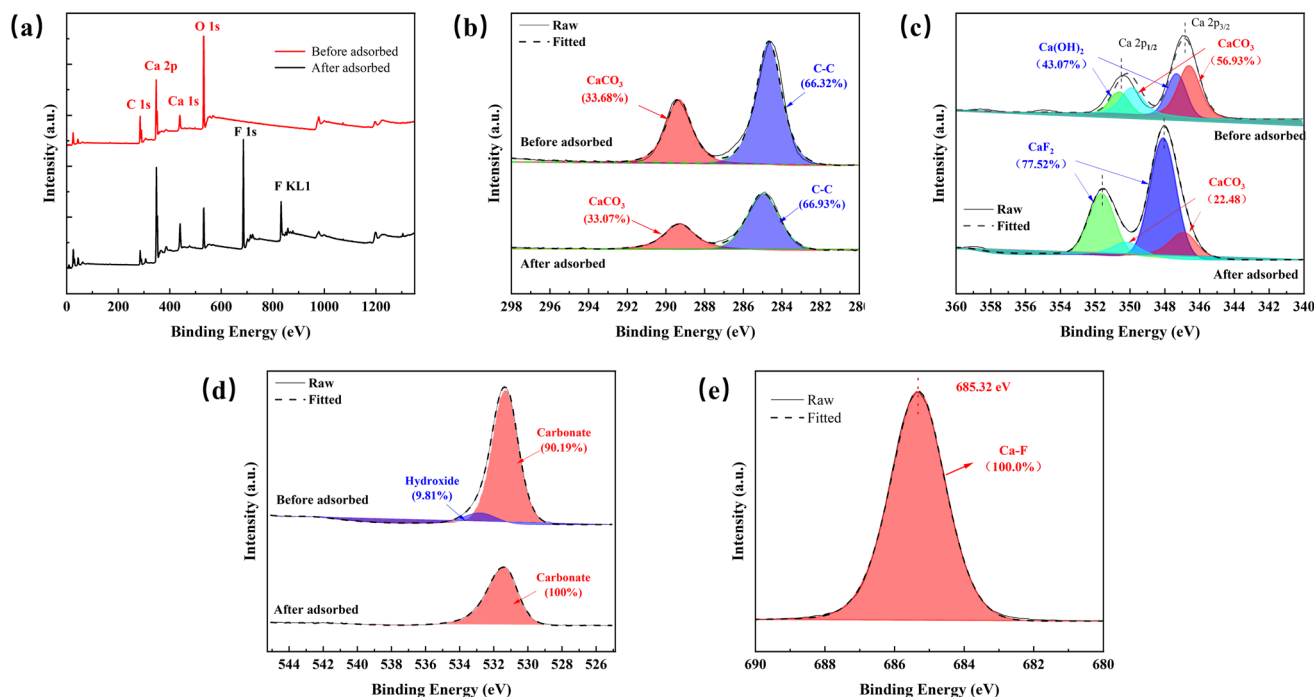 (a)
O 1s
Before adsorbed
After adsorbed
Ca 2p
C 1s
Ca 1s
F 1s
F KL1
Intensity (a.u.)
0 200 400 600 800 1000 1200
Binding Energy (eV)
(b)
Raw
Fitted
CaCO3
(33.68%)
C-C
(66.32%)
Before adsorbed
CaCO3
(33.07%)
C-C
(66.93%)
After adsorbed
Intensity (a.u.)
298 296 294 292 290 288 286 284 282 280
Binding Energy (eV)
(c)
Ca 2p3/2
Ca 2p1/2
Ca(OH)2
(43.07%)
CaCO3
(56.93%)
Before adsorbed
CaF2
(77.52%)
CaCO3
(22.48)
Raw
Fitted
After adsorbed
Intensity (a.u.)
360 358 356 354 352 350 348 346 344 342 340
Binding Energy (eV)
(d)
Raw
Fitted
Carbonate
(90.19%)
Hydroxide
(9.81%)
Before adsorbed
Carbonate
(100%)
After adsorbed
Intensity (a.u.)
544 542 540 538 536 534 532 530 528 526
Binding Energy (eV)
(e)
685.32 eV
Raw
Fitted
Ca-F
(100.0%)
Intensity (a.u.)
690 688 686 684 682 680
Binding Energy (eV)